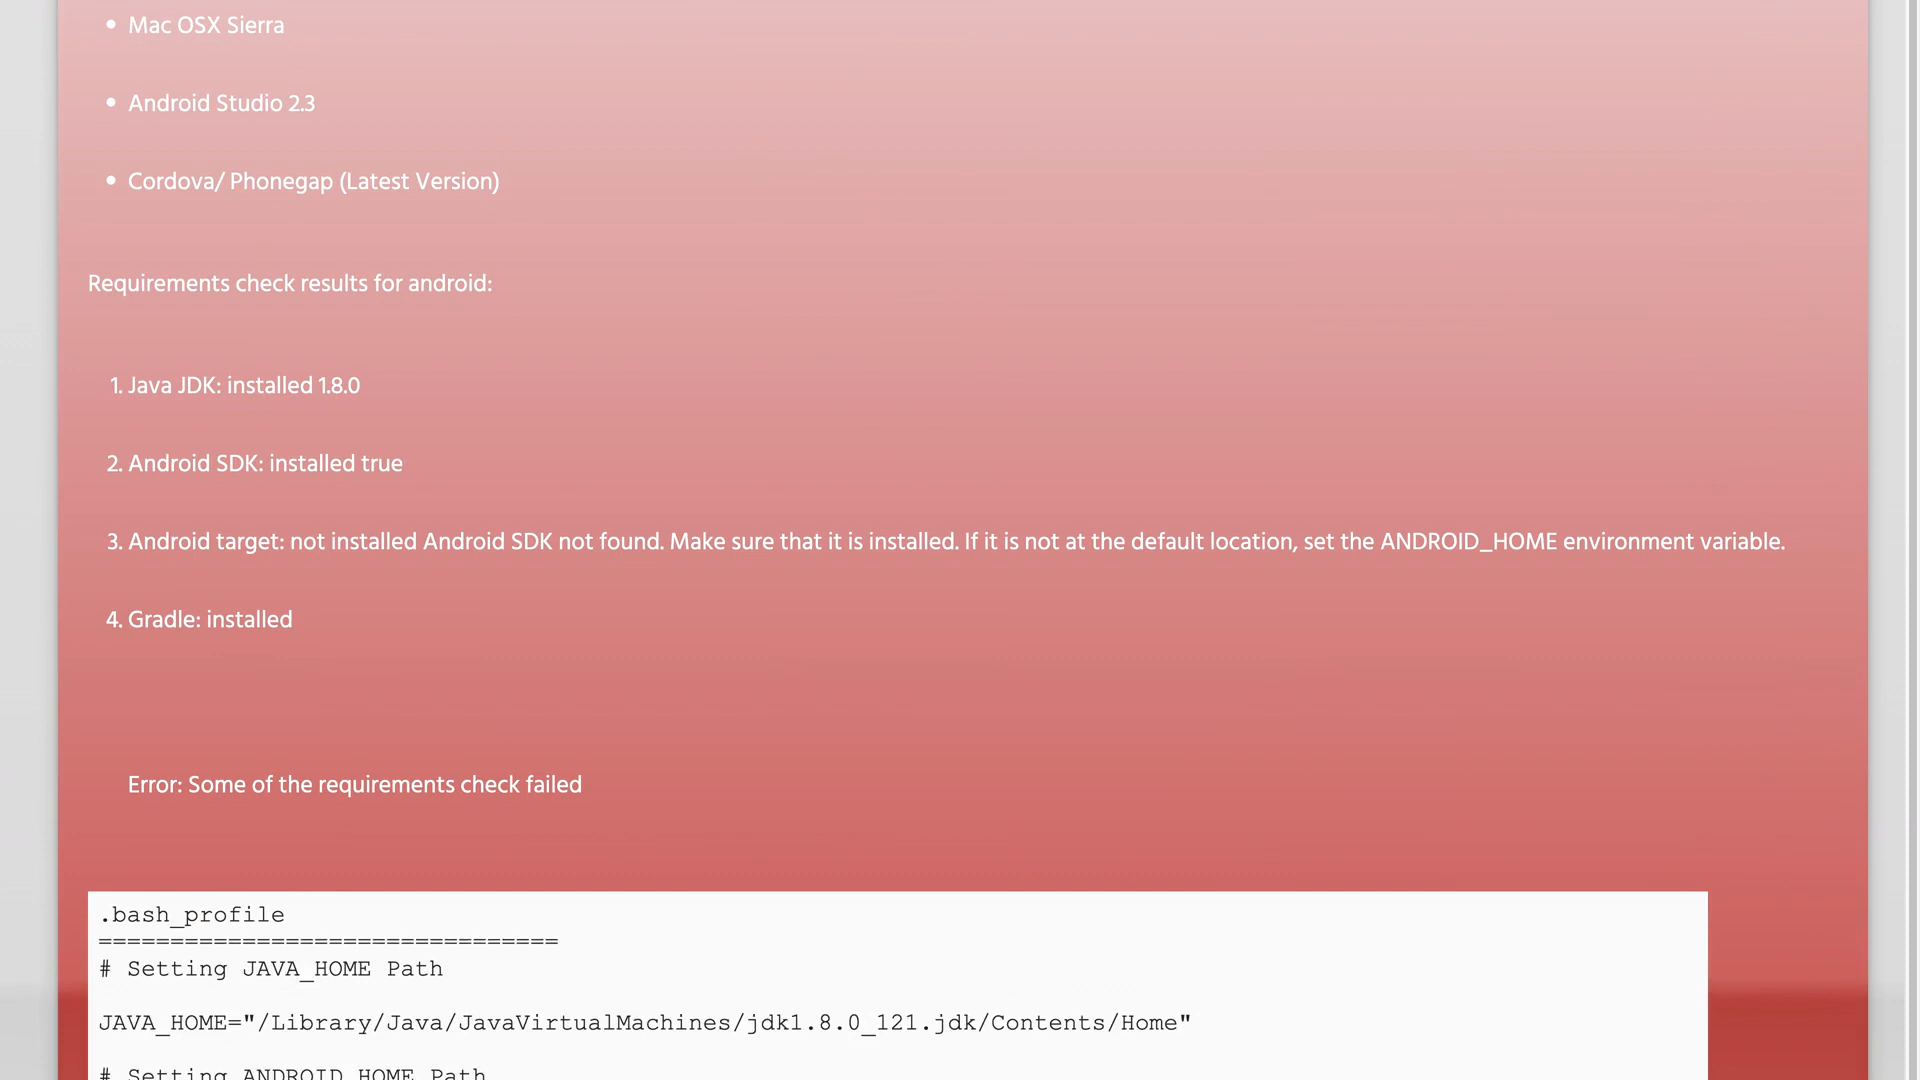 • Mac OSX Sierra
• Android Studio 2.3
• Cordova/ Phonegap (Latest Version)
Requirements check results for android:
1. Java JDK: installed 1.8.0
2. Android SDK: installed true
3. Android target: not installed Android SDK not found. Make sure that it is installed. If it is not at the default location, set the ANDROID_HOME environment variable.
4. Gradle: installed
Error: Some of the requirements check failed
.bash_profile
================================
# Setting JAVA_HOME Path
JAVA_HOME="/Library/Java/JavaVirtualMachines/jdk1.8.0_121.jdk/Contents/Home"
# Setting ANDROID_HOME Path